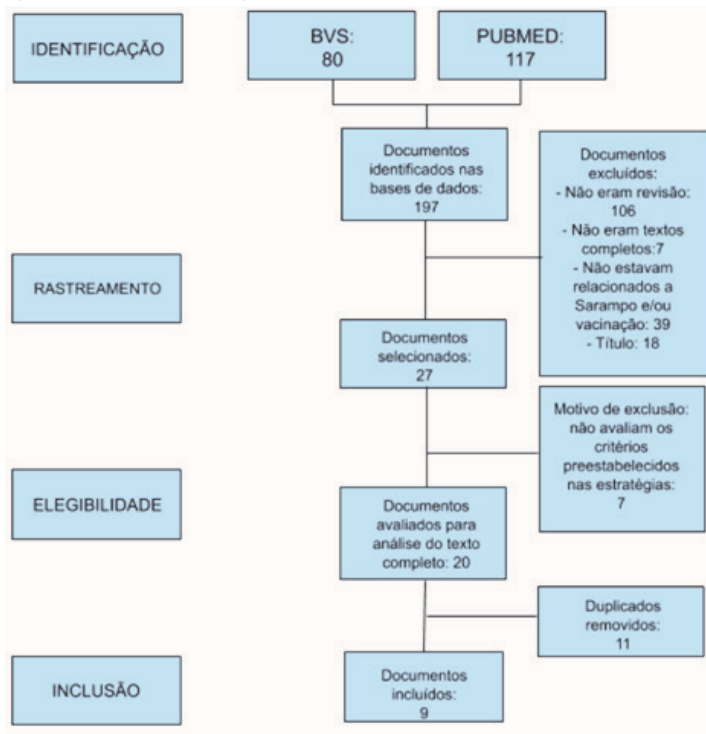 IDENTIFICAÇÃO
BVS:
80
PUBMED:
117
Documentos
identificados nas
bases de dados:
197
Documentos
excluídos:
- Não eram revisão:
106
- Não eram textos
completos:7
- Não estavam
relacionados a
Sarampo e/ou
vacinação: 39
- Título: 18
RASTREAMENTO
Documentos
selecionados:
27
Motivo de exclusão:
não avaliam os
critérios
preestabelecidos
nas estratégias:
7
ELEGIBILIDADE
Documentos
avaliados para
análise do texto
completo: 20
Duplicados
removidos:
11
INCLUSÃO
Documentos
incluídos:
9